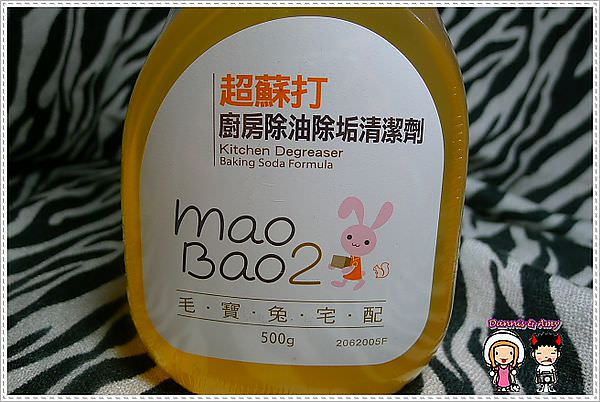 超蘇打
廚房除油除垢清潔劑
Kitchen Degreaser
Baking Soda Formula
mao
Bao2
毛・寶・兔・宅・配
500g
2062005F
Dannis & Amy